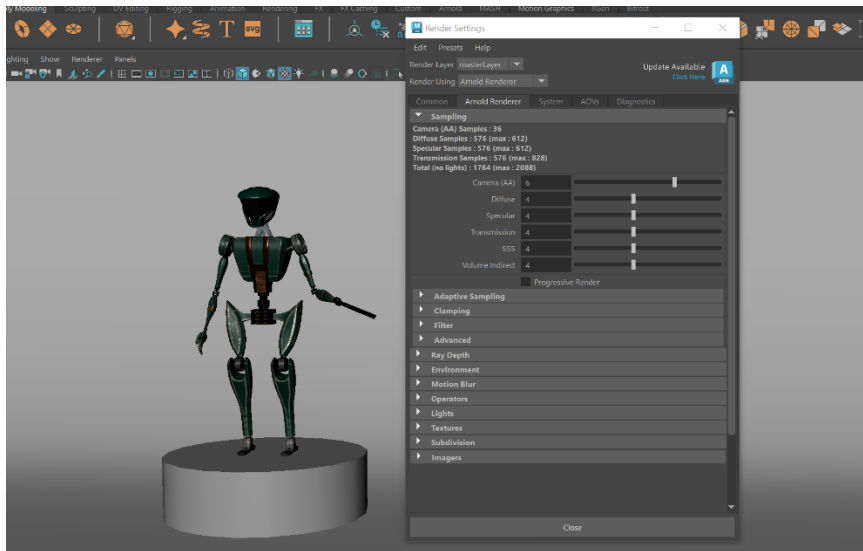 ly Modeling Sculpting UV Editing Rigging Animation Rendering FX FX Caching Custom Arnold MASH Motion Graphics XGen Bifrost
T SVG
ghting Show Renderer Panels
Render Settings
Edit Presets Help
Render Layer masterLayer
Update Available
Click Here
A
ARN
Render Using Arnold Renderer
Common Arnold Renderer System AOVs Diagnostics
Sampling
Camera (AA) Samples : 36
Diffuse Samples : 576 (max : 612)
Specular Samples : 576 (max : 612)
Transmission Samples : 576 (max : 828)
Total (no lights) : 1764 (max : 2088)
Camera (AA) 6
Diffuse 4
Specular 4
Transmission 4
SSS 4
Volume Indirect 4
Progressive Render
Adaptive Sampling
Clamping
Filter
Advanced
Ray Depth
Environment
Motion Blur
Operators
Lights
Textures
Subdivision
Imagers
Close